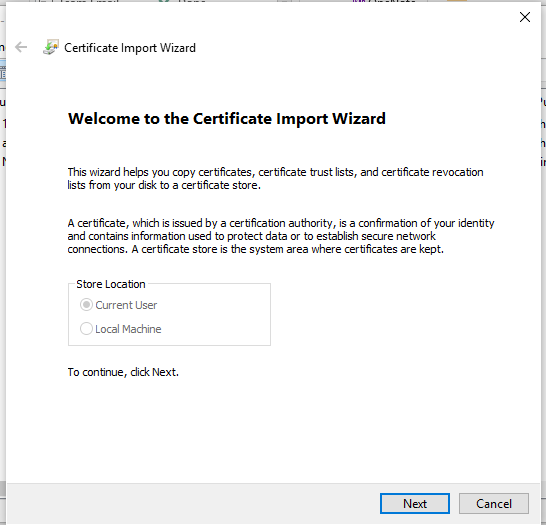 Certificate Import Wizard
Welcome to the Certificate Import Wizard
This wizard helps you copy certificates, certificate trust lists, and certificate revocation
lists from your disk to a certificate store.
A certificate, which is issued by a certification authority, is a confirmation of your identity
and contains information used to protect data or to establish secure network
connections. A certificate store is the system area where certificates are kept.
Store Location
Current User
Local Machine
To continue, click Next.
Next Cancel